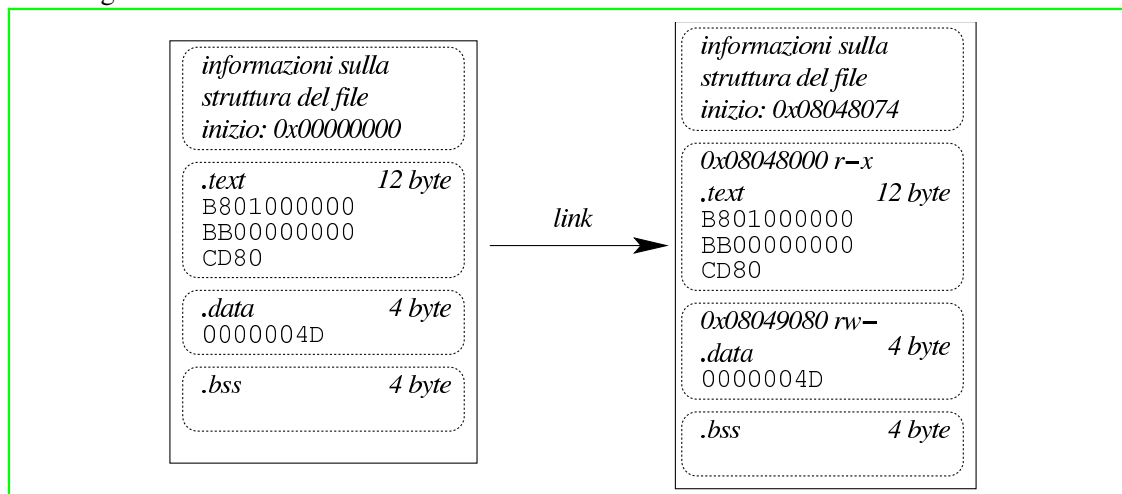 informazioni sulla
struttura del file
inizio: 0x00000000
.text 12 byte
B801000000
BB00000000
CD80
.data 4 byte
0000004D
.bss 4 byte
link
informazioni sulla
struttura del file
inizio: 0x08048074
0x08048000 r−x
.text 12 byte
B801000000
BB00000000
CD80
0x08049080 rw−
.data 4 byte
0000004D
.bss 4 byte